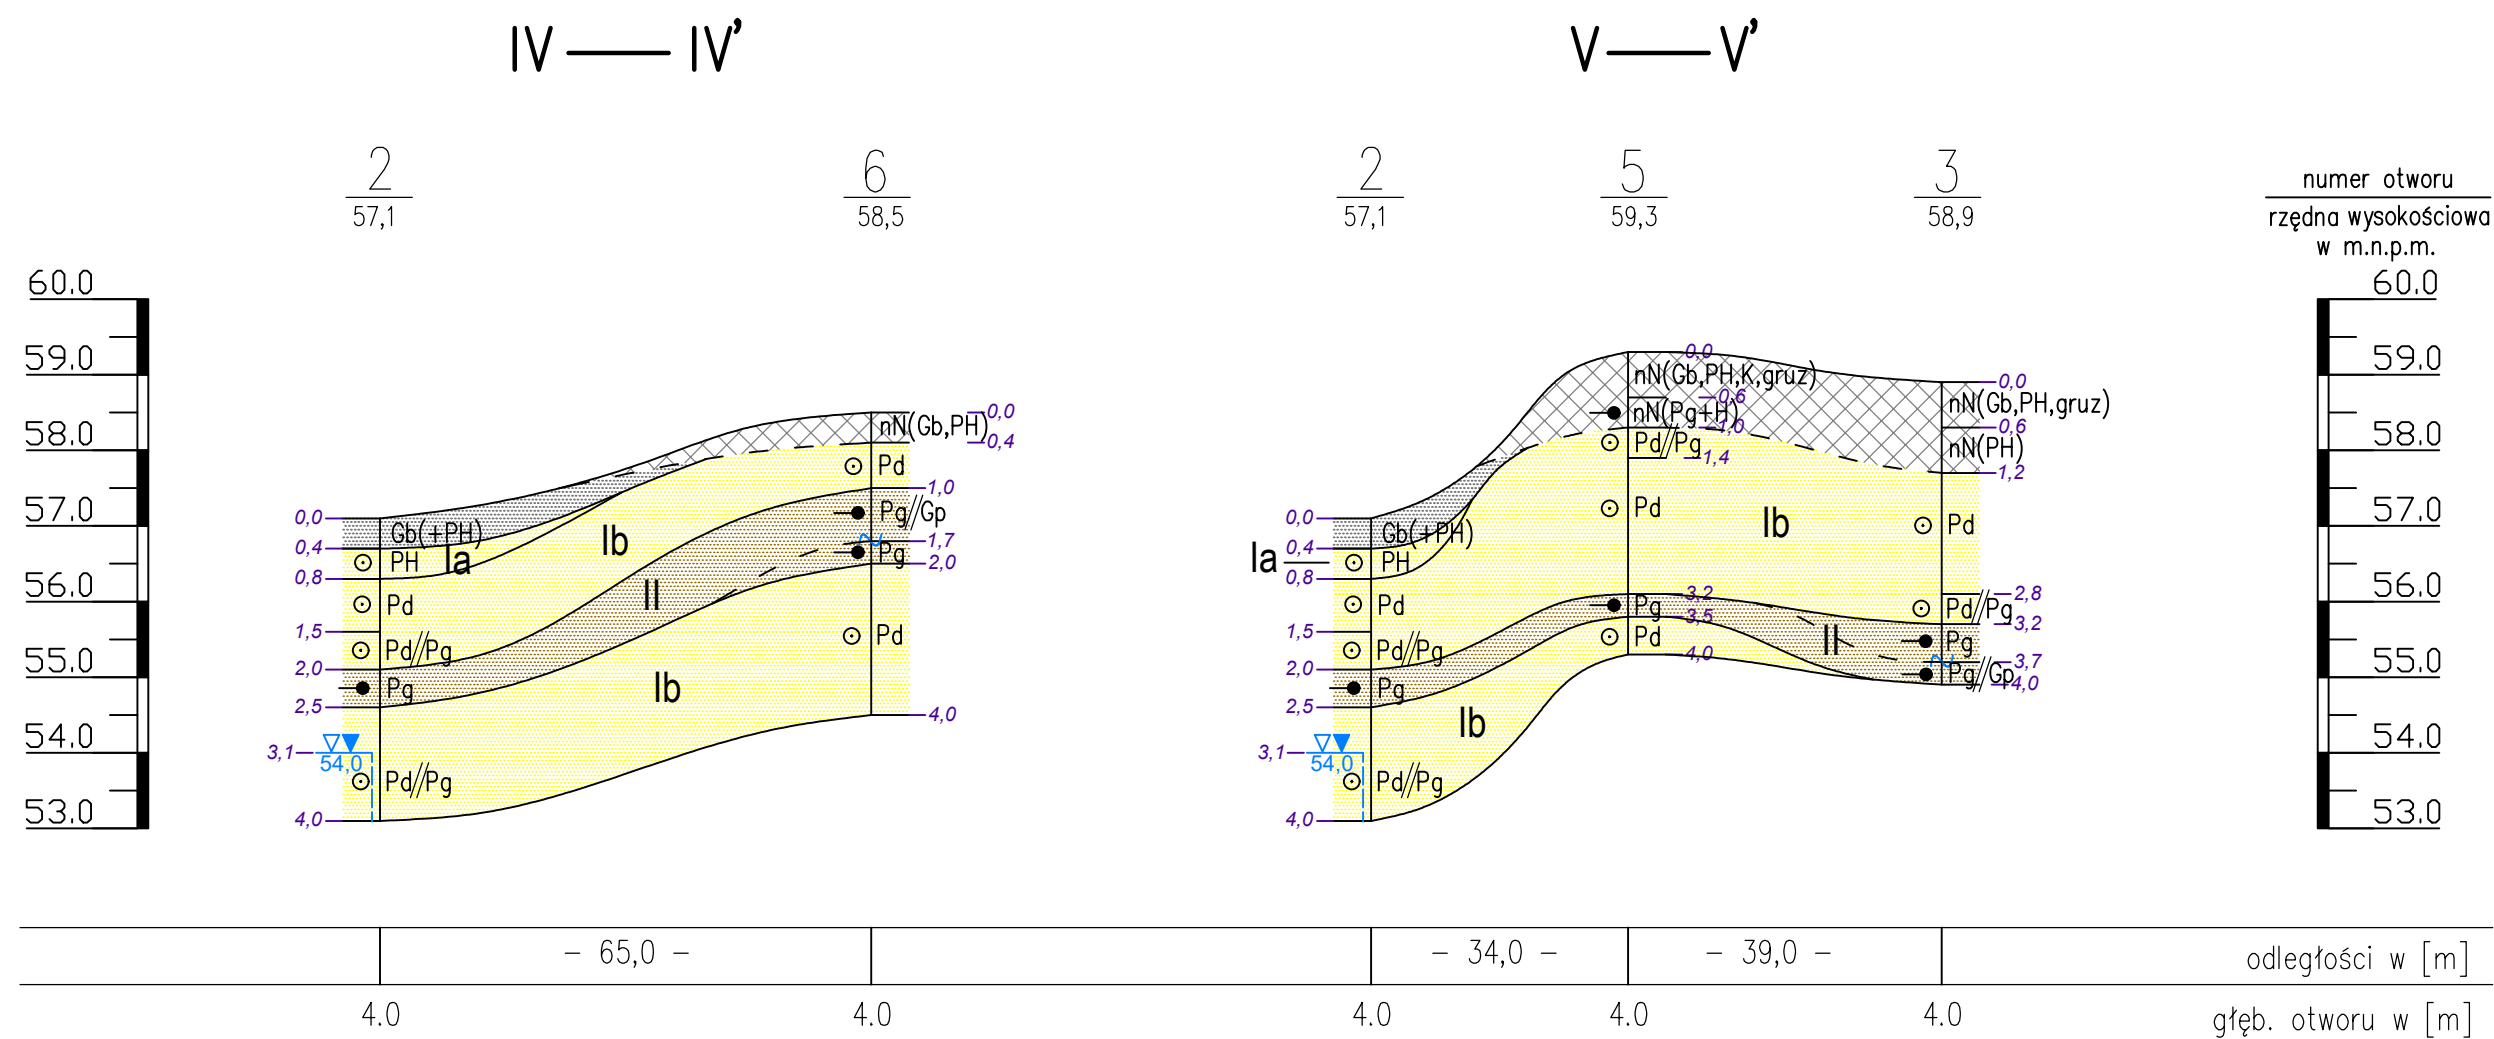 IV — IV’
V — V’
2
57,1
6
58,5
2
57,1
5
59,3
3
58,9
numer otworu
rzędna wysokościowa
w m.n.p.m.
60.0
59.0
58.0
57.0
56.0
55.0
54.0
53.0
0,0
0,4
0,8
1,5
2,0
2,5
3,1
4,0
54,0
Gb(+PH)
PH
Pd
Pd//Pg
Pg
Pd//Pg
Ia
Ib
II
Ib
nN(Gb,PH)
Pd
Pg//Gp
Pg
Pd
0,0
0,4
1,0
1,7
2,0
4,0
Ia
0,0
0,4
0,8
1,5
2,0
2,5
3,1
4,0
54,0
Gb(+PH)
PH
Pd
Pd//Pg
Pg
Pd//Pg
Ib
0,0
nN(Gb,PH,K,gruz)
0,6
nN(Pg+H)
1,0
Pd//Pg
1,4
Pd
Ib
3,2
Pg
3,5
Pd
4,0
II
0,0
nN(Gb,PH,gruz)
0,6
nN(PH)
1,2
Pd
2,8
Pd//Pg
3,2
Pg
3,7
Pg//Gp
4,0
60.0
59.0
58.0
57.0
56.0
55.0
54.0
53.0
- 65,0 -
- 34,0 -
- 39,0 -
odległości w [m]
4.0
4.0
4.0
4.0
4.0
głęb. otworu w [m]